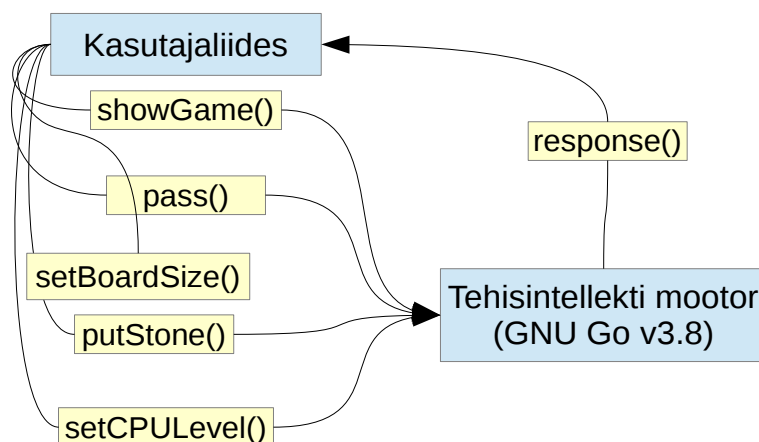 Kasutajaliides
showGame()
response()
pass()
setBoardSize()
Tehisintellekti mootor
(GNU Go v3.8)
putStone()
setCPULevel()